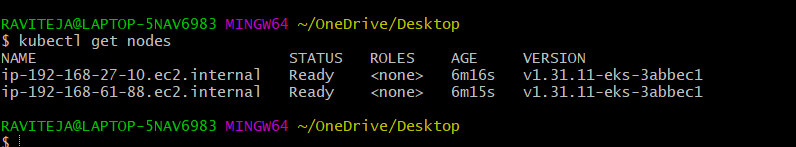 RAVITEJA@LAPTOP-5NAV6983 MINGW64 ~/OneDrive/Desktop
$ kubectl get nodes
NAME STATUS ROLES AGE VERSION
ip-192-168-27-10.ec2.internal Ready <none> 6m16s v1.31.11-eks-3abbec1
ip-192-168-61-88.ec2.internal Ready <none> 6m15s v1.31.11-eks-3abbec1
RAVITEJA@LAPTOP-5NAV6983 MINGW64 ~/OneDrive/Desktop
$